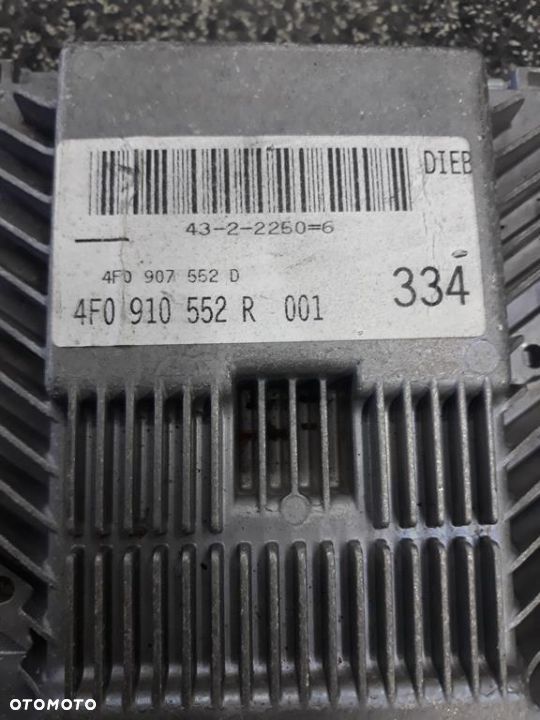 DIEB
43-2-2250=6
4F0 907 552 D
334
4F0 910 552 R 001
OTOMOTO